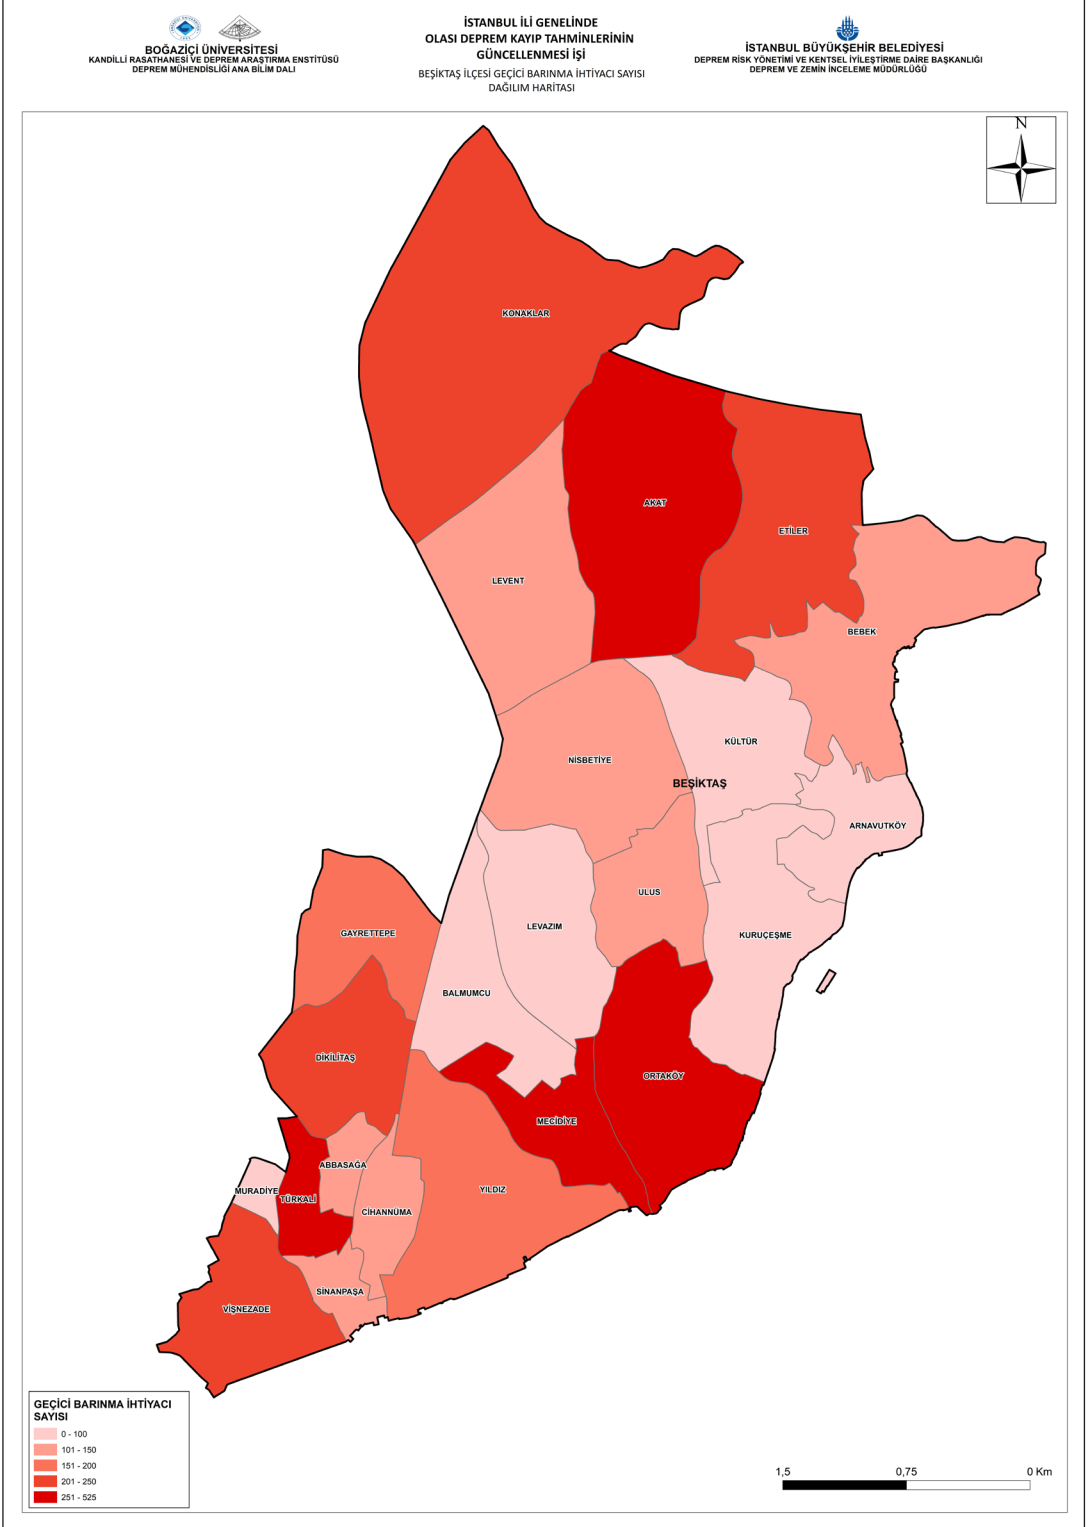 BOĞAZİÇİ ÜNİVERSİTESİ
KANDİLLİ RASATHANESİ VE DEPREM ARAŞTIRMA ENSTİTÜSÜ
DEPREM MÜHENDİSLİĞİ ANA BİLİM DALI
İSTANBUL İLİ GENELİNDE
OLASI DEPREM KAYIP TAHMİNLERİNİN
GÜNCELLENMESİ İŞİ
BEŞİKTAŞ İLÇESİ GEÇİCİ BARINMA İHTİYACI SAYISI
DAĞILIM HARİTASI
İSTANBUL BÜYÜKŞEHİR BELEDİYESİ
DEPREM RİSK YÖNETİMİ VE KENTSEL İYİLEŞTİRME DAİRE BAŞKANLIĞI
DEPREM VE ZEMİN İNCELEME MÜDÜRLÜĞÜ
N
KONAKLAR
AKAT
ETİLER
LEVENT
BEBEK
KÜLTÜR
NİSBETİYE
BEŞİKTAŞ
ARNAVUTKÖY
ULUS
LEVAZIM
GAYRETTEPE
KURUÇEŞME
BALMUMCU
DİKİLİTAŞ
ORTAKÖY
MECİDİYE
ABBASAĞA
MURADİYE
YILDIZ
TÜRKALİ
CİHANNÜMA
SİNANPAŞA
VİŞNEZADE
GEÇİCİ BARINMA İHTİYACI
SAYISI
0 - 100
101 - 150
151 - 200
201 - 250
251 - 525
1,5 0,75 0 Km